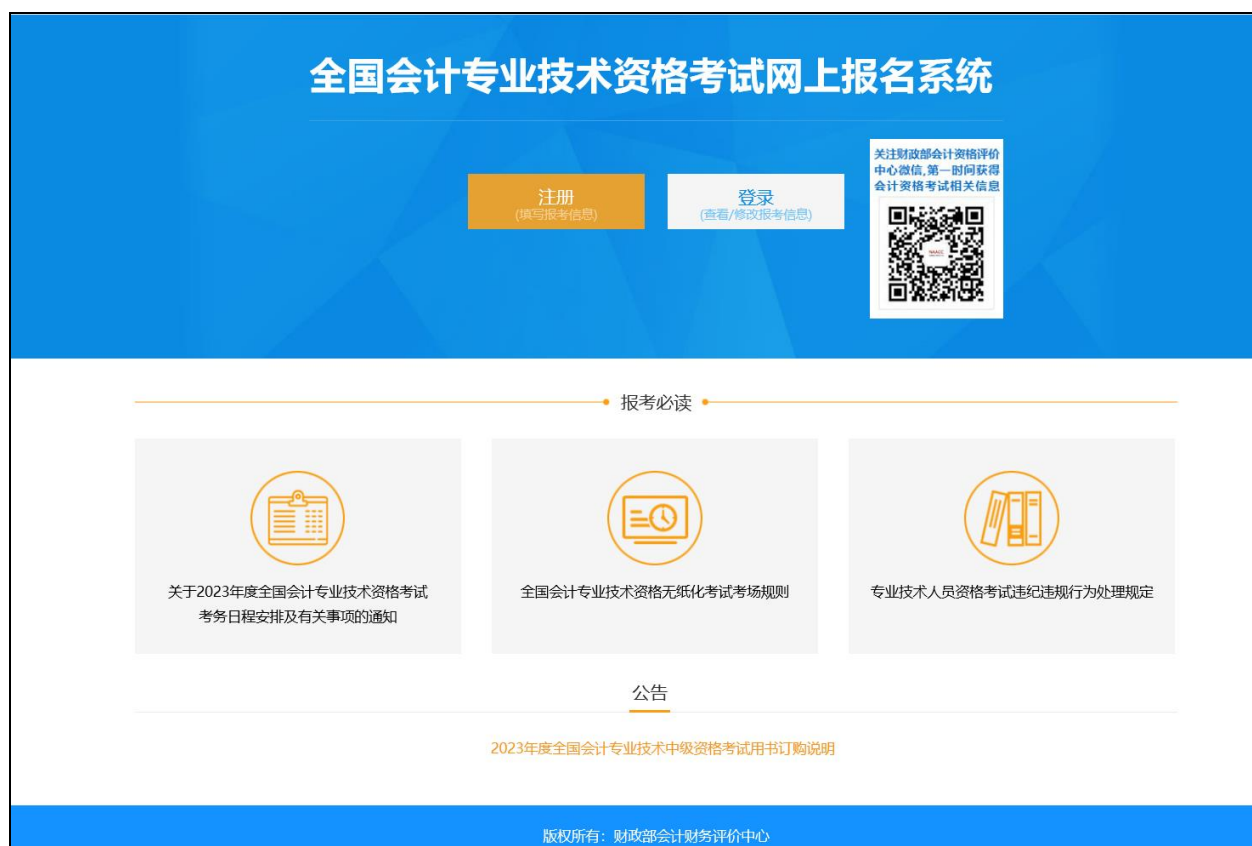 全国会计专业技术资格考试网上报名系统
关注财政部会计资格评价
中心微信,第一时间获得
会计资格考试相关信息
注册
(填写报考信息)
登录
(查看/修改报考信息)
报考必读
关于2023年度全国会计专业技术资格考试
考务日程安排及有关事项的通知
全国会计专业技术资格无纸化考试考场规则
专业技术人员资格考试违纪违规行为处理规定
公告
2023年度全国会计专业技术中级资格考试用书订购说明
版权所有：财政部会计财务评价中心